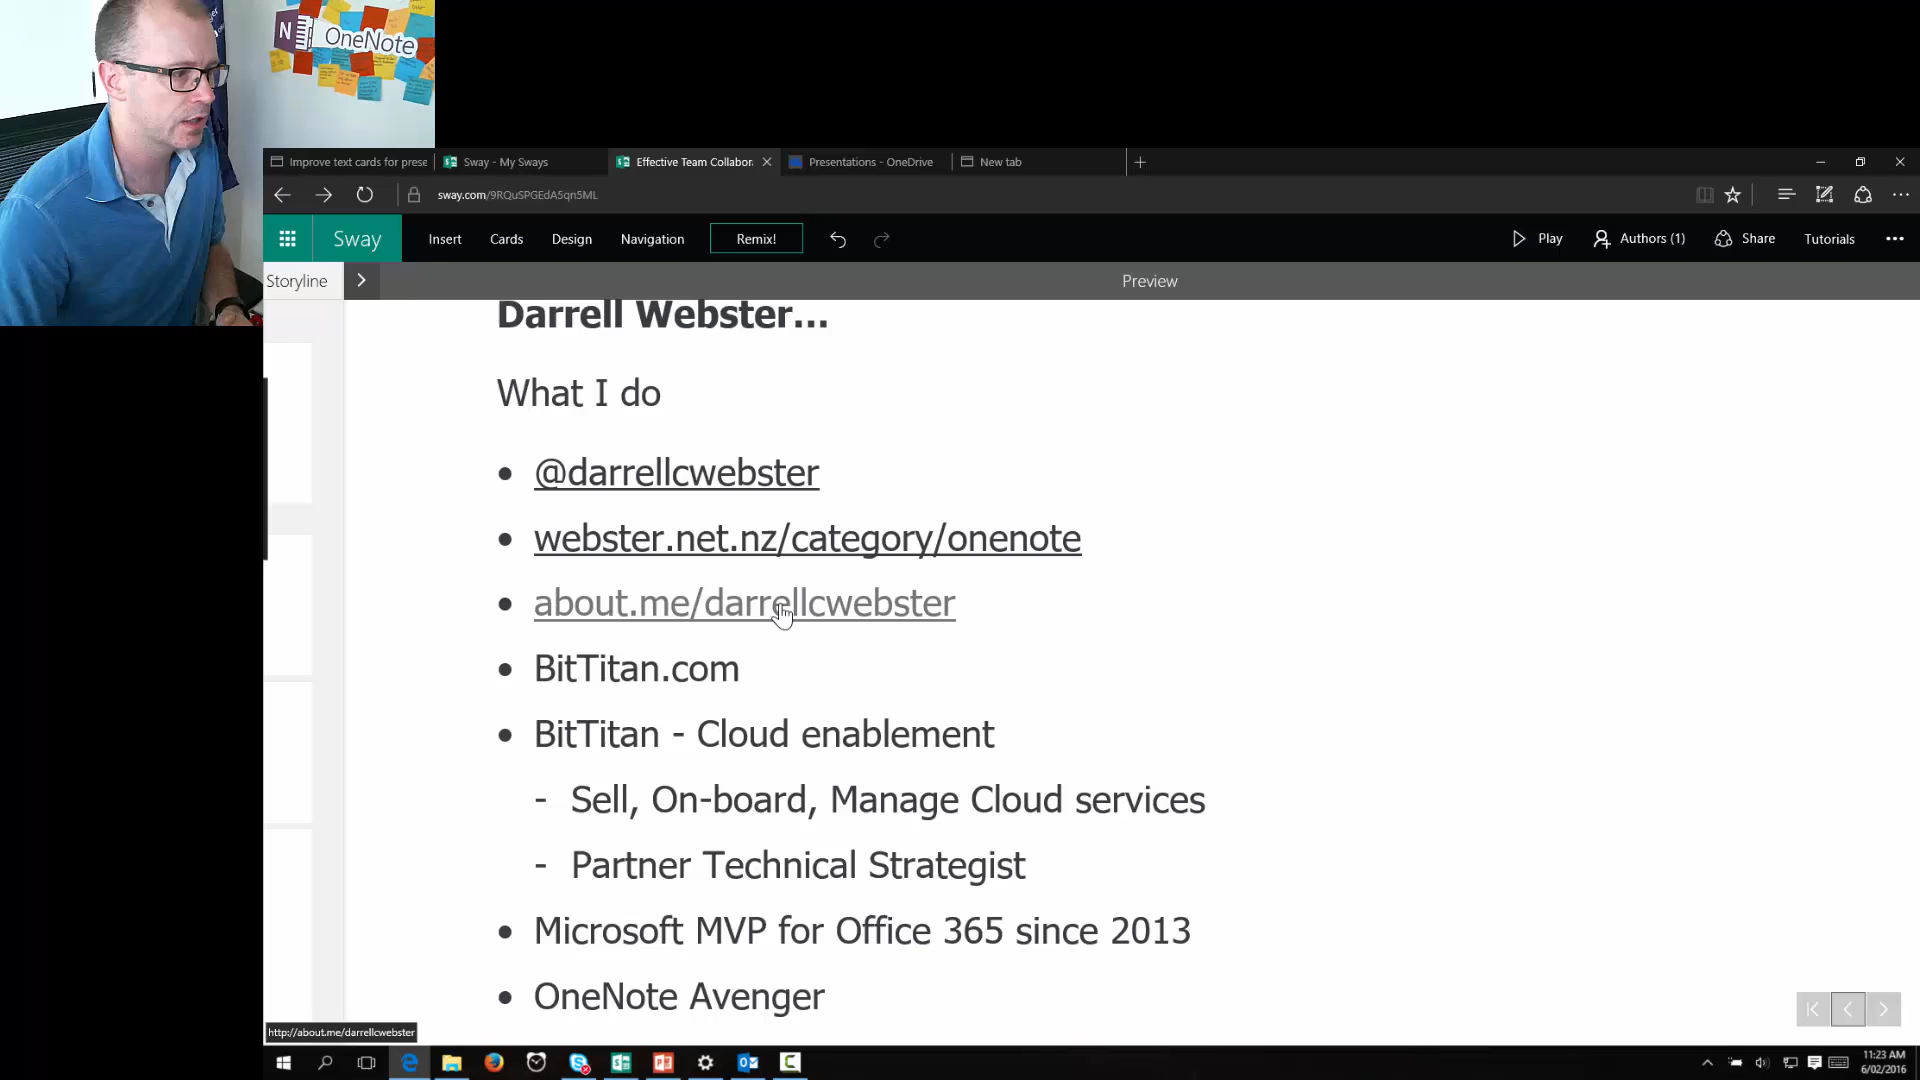 N OneNote
Improve text cards for prese
Sway - My Sways
Effective Team Collabor
Presentations - OneDrive
New tab
sway.com/9RQuSPGEdA5qn5ML
Sway
Insert
Cards
Design
Navigation
Remix!
Play
Authors (1)
Share
Tutorials
Storyline
Preview
Darrell Webster...
What I do
• @darrellcwebster
• webster.net.nz/category/onenote
• about.me/darrellcwebster
• BitTitan.com
• BitTitan - Cloud enablement
- Sell, On-board, Manage Cloud services
- Partner Technical Strategist
• Microsoft MVP for Office 365 since 2013
• OneNote Avenger
http://about.me/darrellcwebster
11:23 AM
6/02/2016